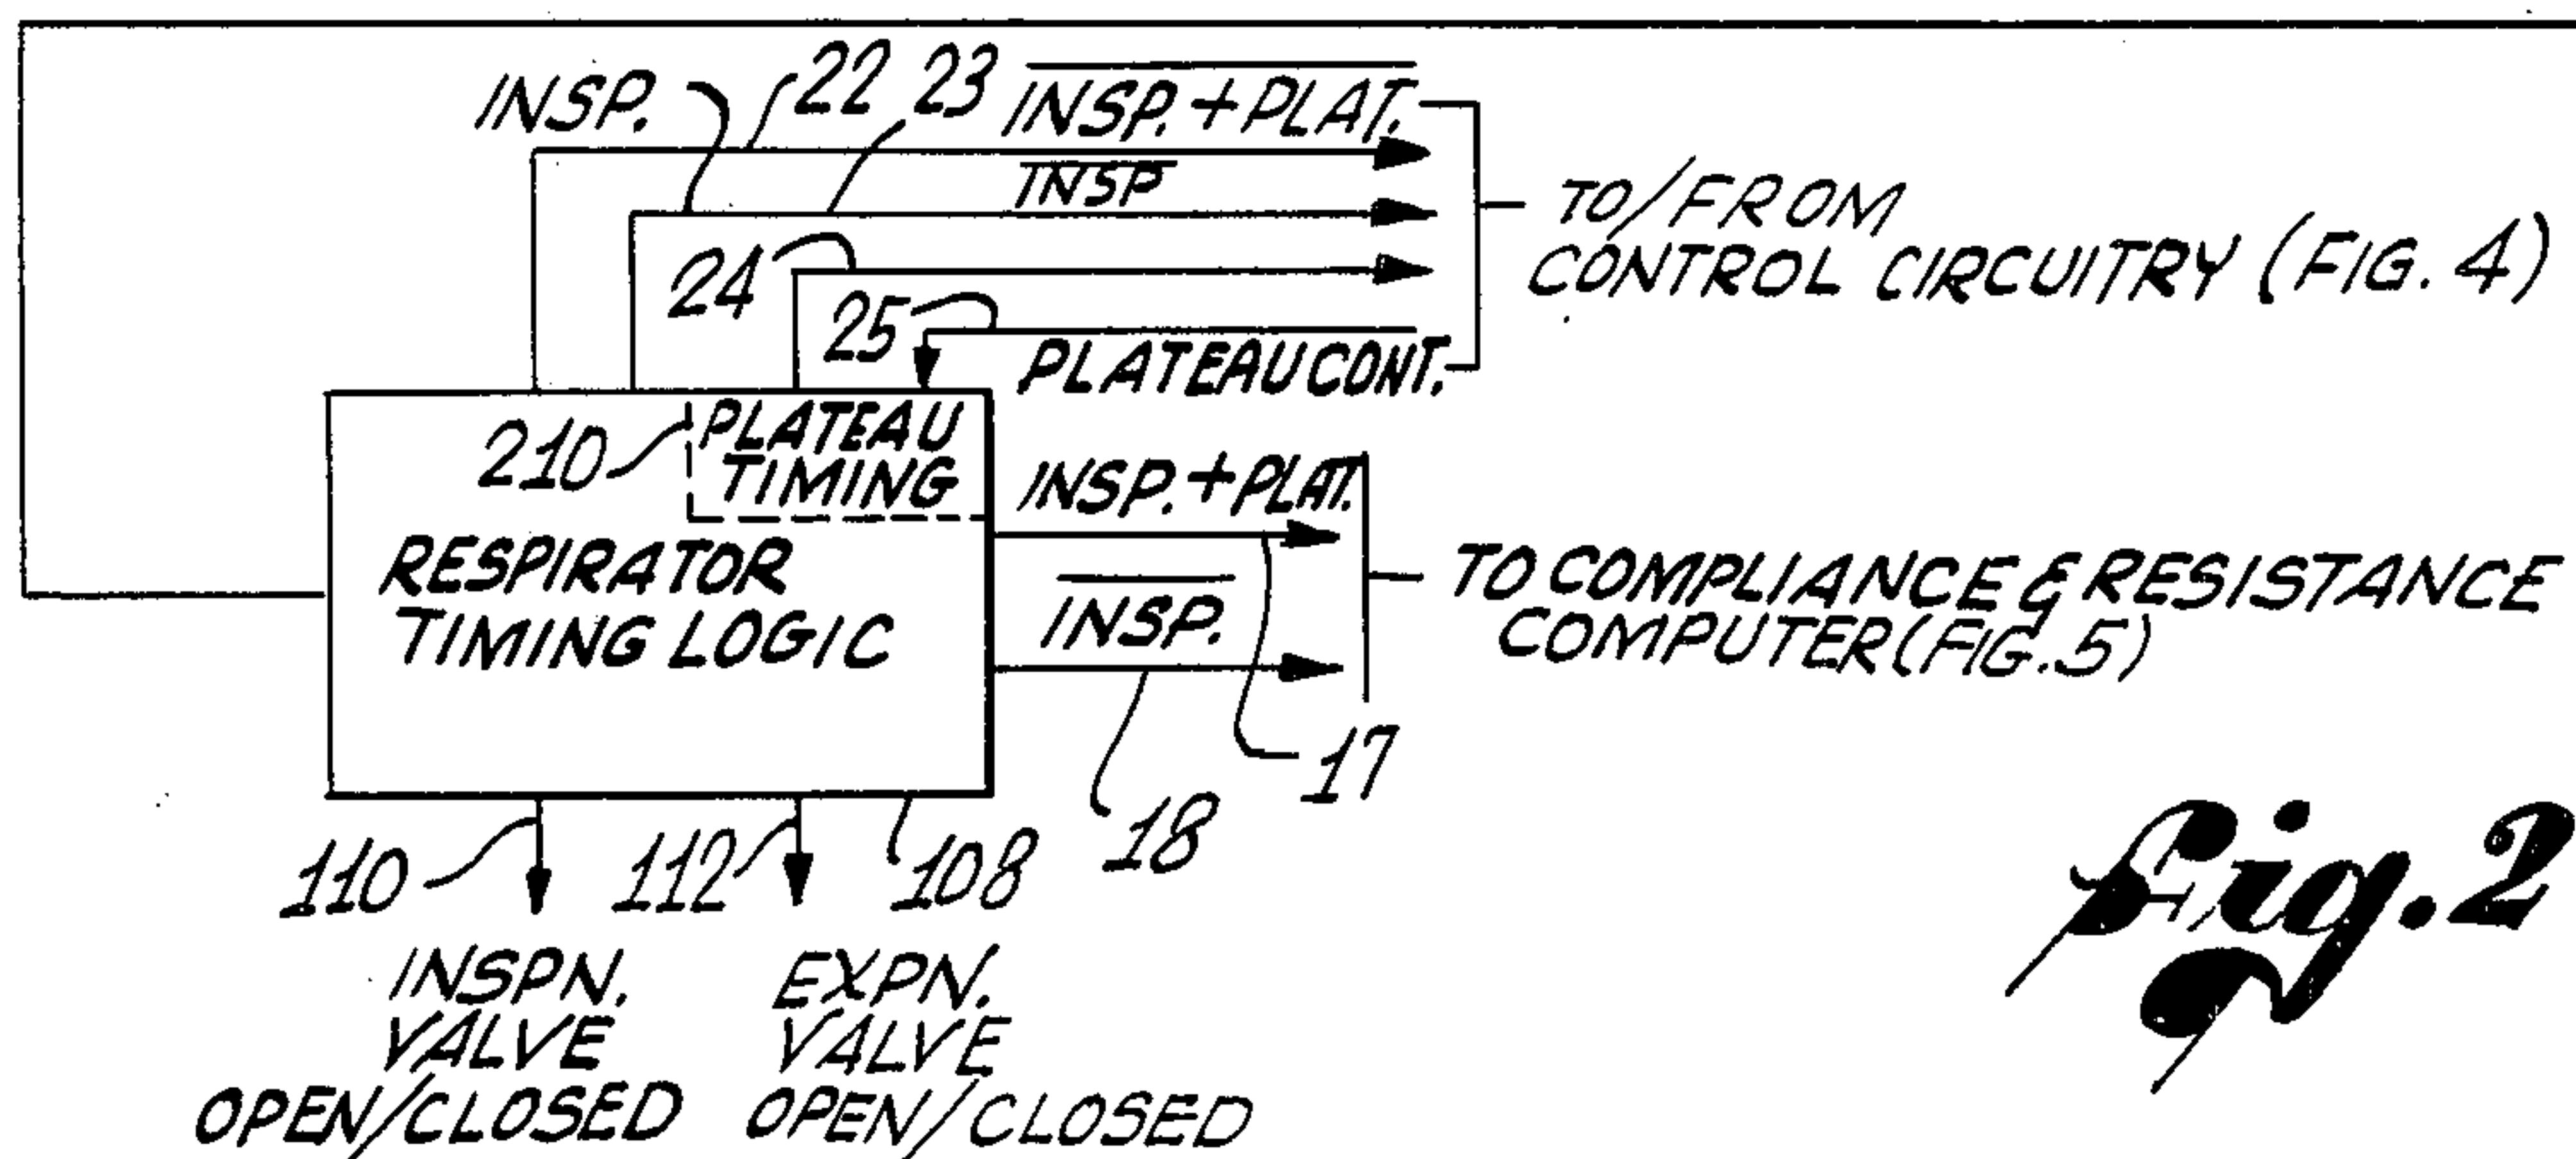 INSP. 22 23 INSP. + PLAT.
INSP
24
25 PLATEAU CONT.
TO/FROM
CONTROL CIRCUITRY (FIG. 4)
210 PLATEAU
TIMING
RESPIRATOR
TIMING LOGIC
INSP. + PLAT.
INSP.
TO COMPLIANCE & RESISTANCE
COMPUTER (FIG. 5)
17
18
110 112 108
INSPN.
VALVE
OPEN/CLOSED
EXPN.
VALVE
OPEN/CLOSED
Fig. 2